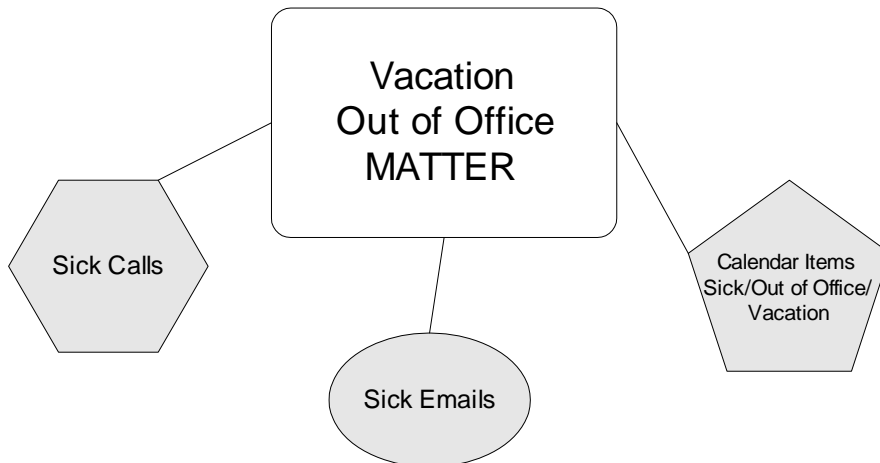 Vacation
Out of Office
MATTER
Sick Calls
Calendar Items
Sick/Out of Office/
Vacation
Sick Emails